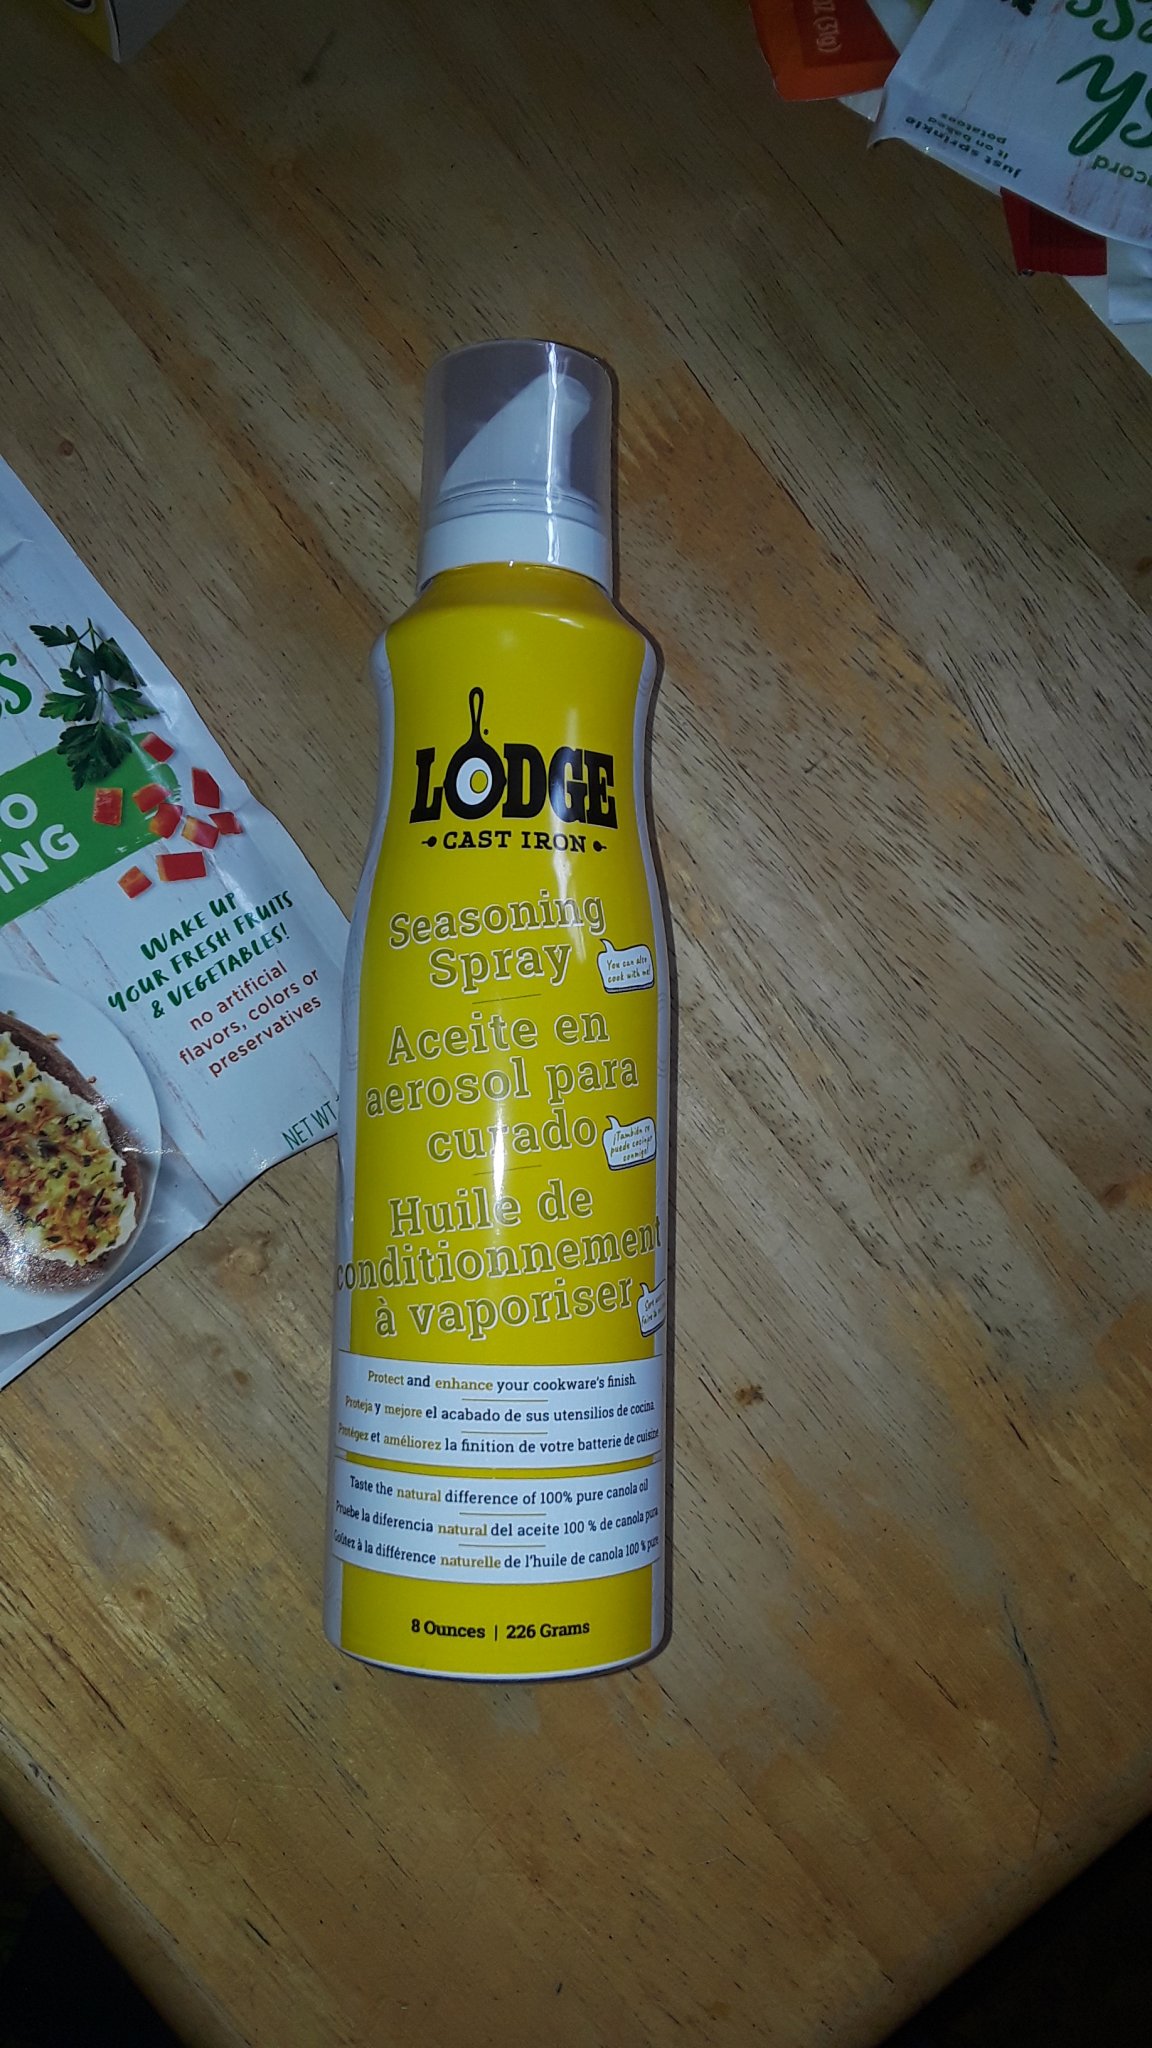 LODGE
CAST IRON
Seasoning
Spray
You can also
cook with me!
Aceite en
aerosol para
curado
¡También se
puede cocinar
conmigo!
Huile de
conditionnement
à vaporiser
Protect and enhance your cookware's finish.
Proteja y mejore el acabado de sus utensilios de cocina
Protégez et améliorez la finition de votre batterie de cuisine
Taste the natural difference of 100% pure canola oil
Pruebe la diferencia natural del aceite 100 % de canola pura
Goûtez à la différence naturelle de l'huile de canola 100 % pure
8 Ounces | 226 Grams
ING
WAKE UP
YOUR FRESH FRUITS
& VEGETABLES!
no artificial
flavors, colors or
preservatives
NET WT
(31g)
just sprinkle
it on baked
potatoes